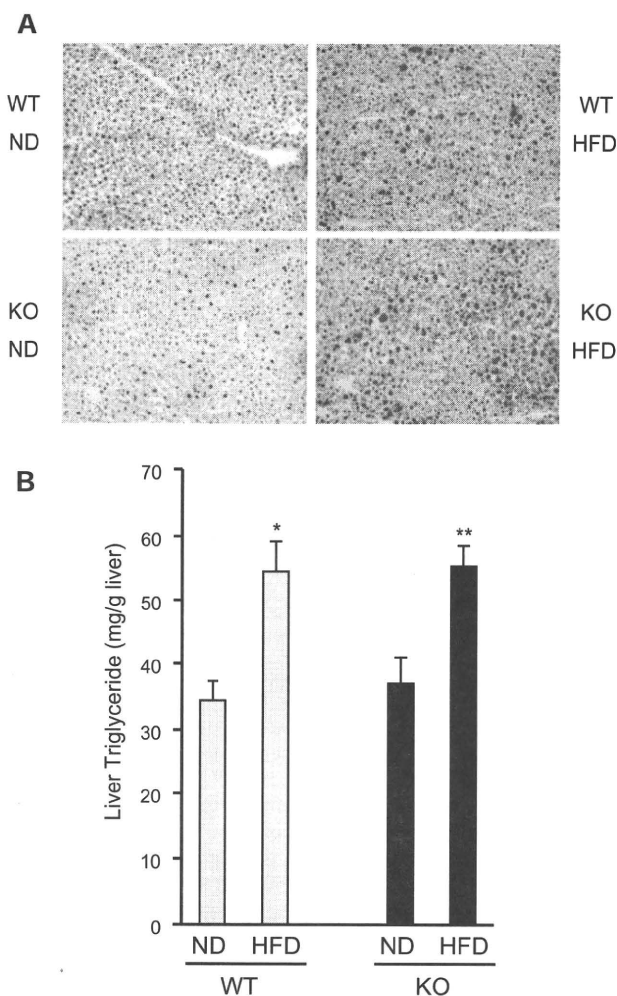 A
WT
ND
WT
HFD
KO
ND
KO
HFD
B
Liver Triglyceride (mg/g liver)
70
60
50
40
30
20
10
0
*
**
ND HFD ND HFD
WT KO